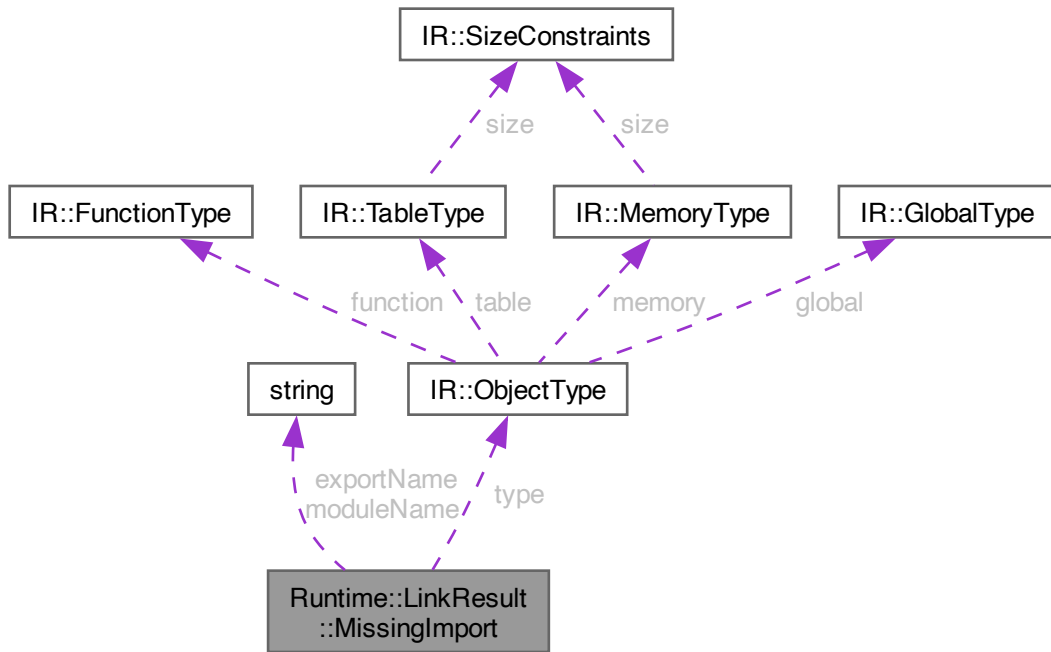 IR::SizeConstraints
size
size
IR::FunctionType
IR::TableType
IR::MemoryType
IR::GlobalType
function
table
memory
global
string
IR::ObjectType
exportName
moduleName
type
Runtime::LinkResult
::MissingImport